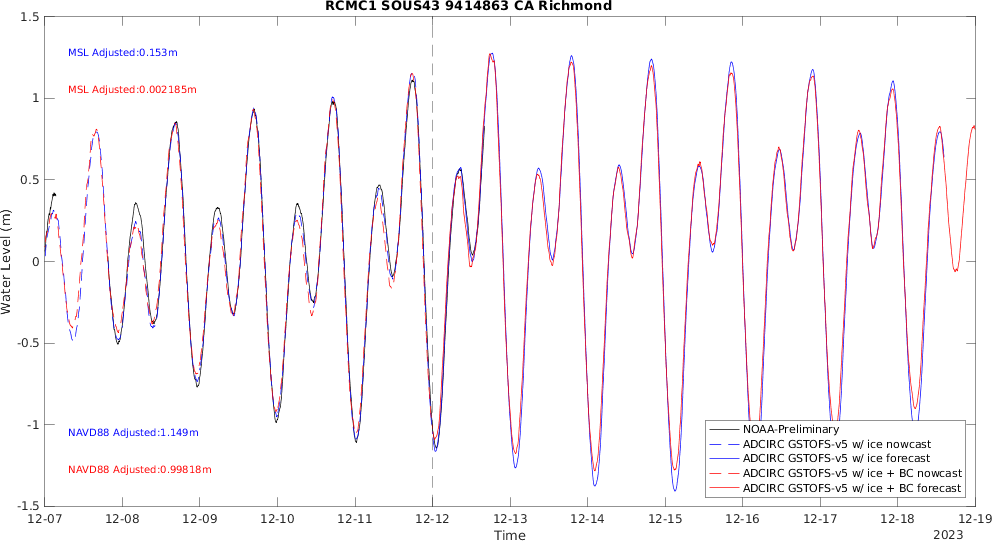 RCMC1 SOUS43 9414863 CA Richmond
1.5
1
0.5
0
-0.5
-1
-1.5
Water Level (m)
MSL Adjusted:0.153m
MSL Adjusted:0.002185m
NAVD88 Adjusted:1.149m
NAVD88 Adjusted:0.99818m
NOAA-Preliminary
ADCIRC GSTOFS-v5 w/ ice nowcast
ADCIRC GSTOFS-v5 w/ ice forecast
ADCIRC GSTOFS-v5 w/ ice + BC nowcast
ADCIRC GSTOFS-v5 w/ ice + BC forecast
12-07 12-08 12-09 12-10 12-11 12-12 12-13 12-14 12-15 12-16 12-17 12-18 12-19
Time
2023